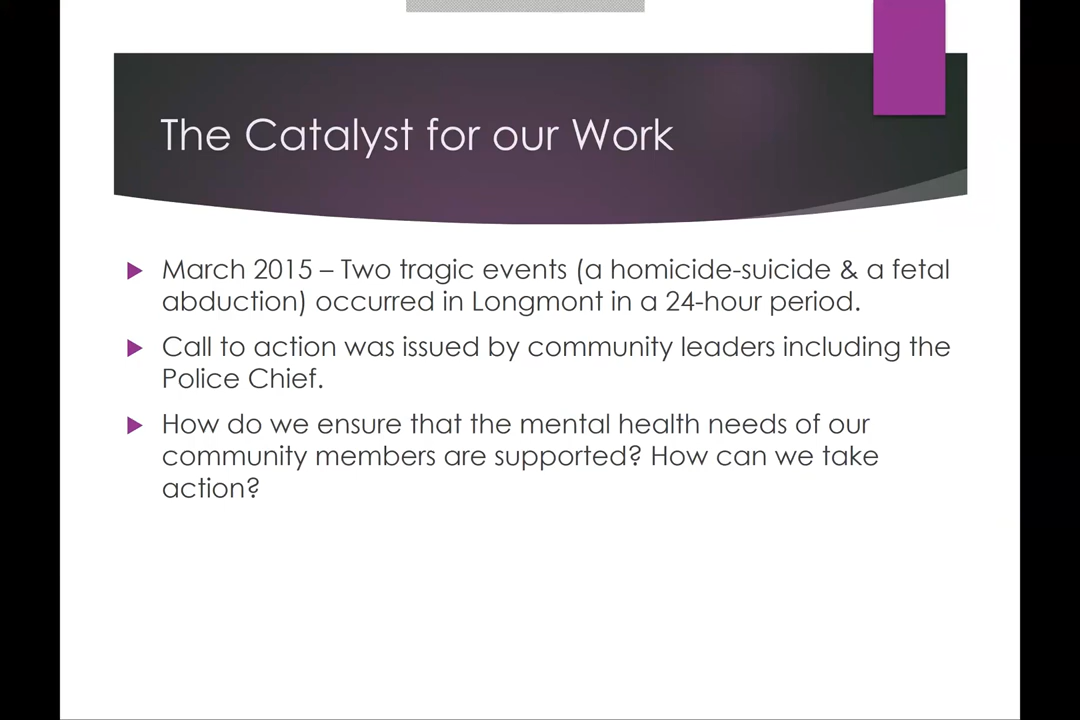 The Catalyst for our Work
March 2015 – Two tragic events (a homicide-suicide & a fetal
abduction) occurred in Longmont in a 24-hour period.
Call to action was issued by community leaders including the
Police Chief.
How do we ensure that the mental health needs of our
community members are supported? How can we take
action?